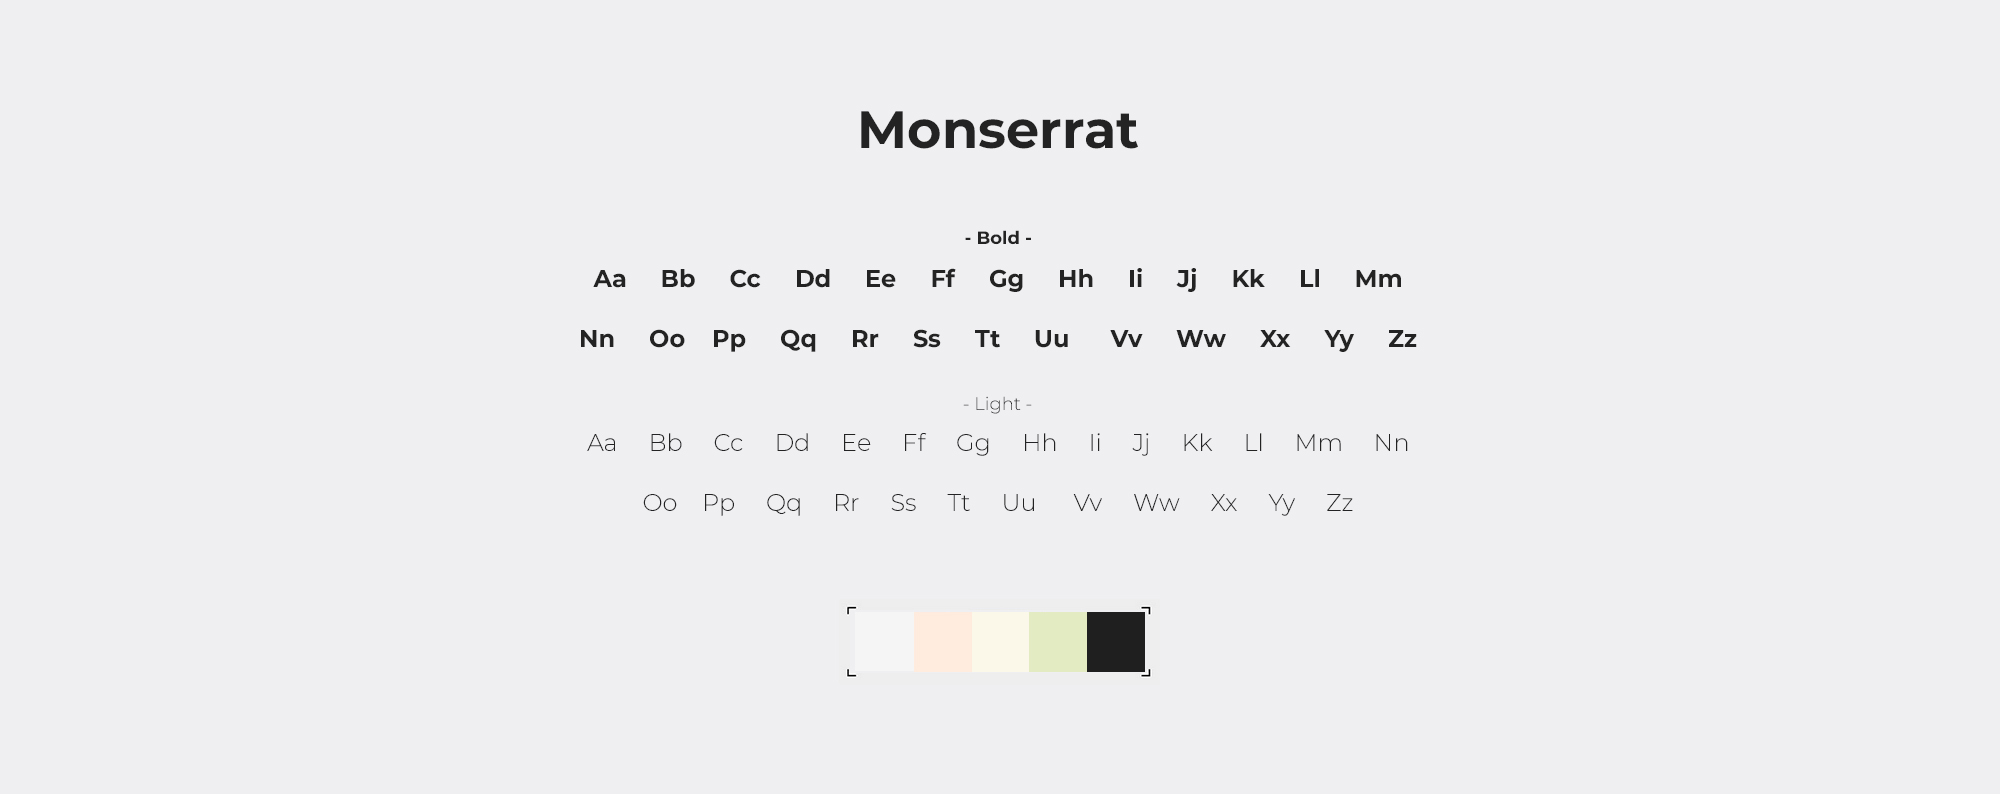 Monserrat
- Bold -
Aa Bb Cc Dd Ee Ff Gg Hh Ii Jj Kk Ll Mm
Nn Oo Pp Qq Rr Ss Tt Uu Vv Ww Xx Yy Zz
- Light -
Aa Bb Cc Dd Ee Ff Gg Hh Ii Jj Kk Ll Mm Nn
Oo Pp Qq Rr Ss Tt Uu Vv Ww Xx Yy Zz